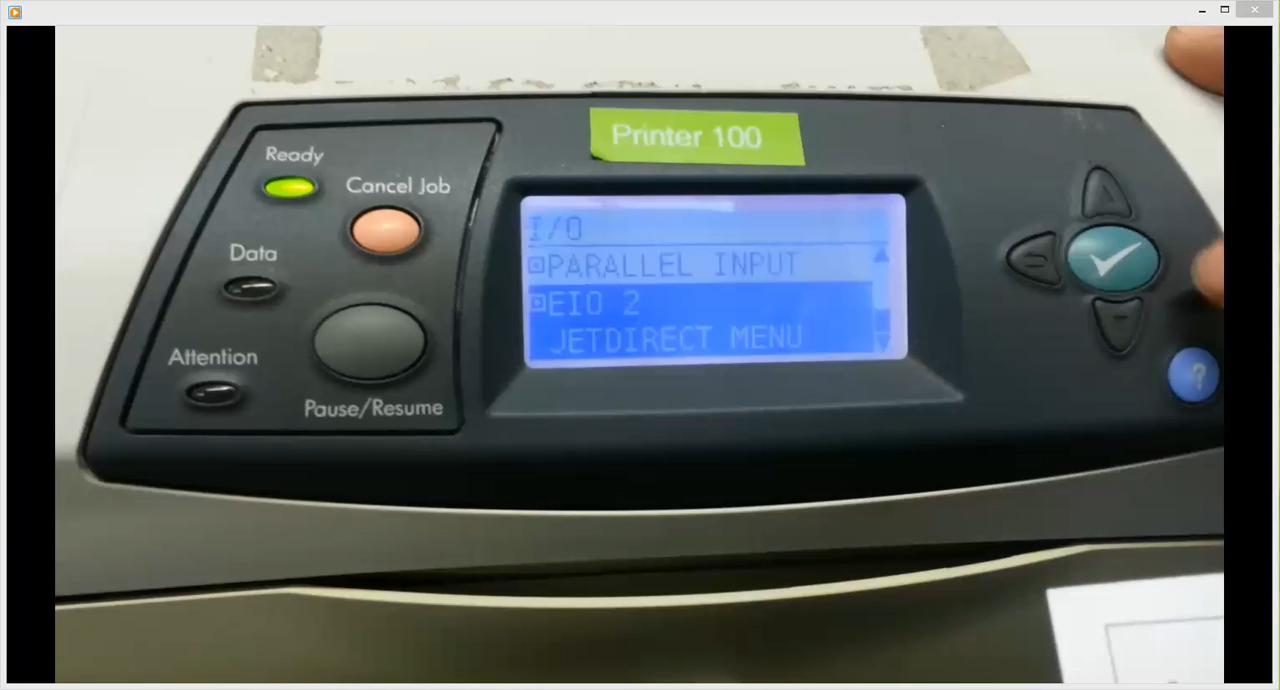 Printer 100
Ready
Cancel Job
Data
Attention
Pause/Resume
I/O
PARALLEL INPUT
EIO 2
JETDIRECT MENU
?